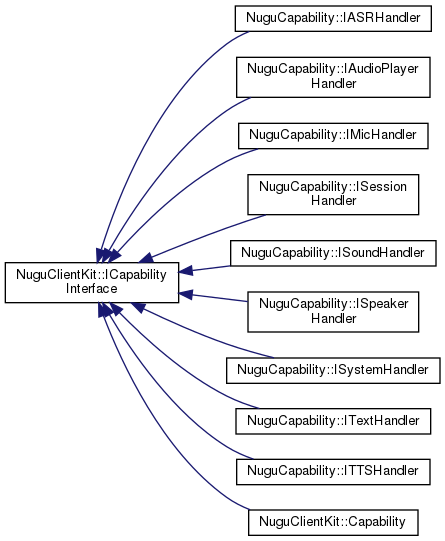 NuguCapability::IASRHandler
NuguCapability::IAudioPlayer
Handler
NuguCapability::IMicHandler
NuguCapability::ISession
Handler
NuguCapability::ISoundHandler
NuguClientKit::ICapability
Interface
NuguCapability::ISpeaker
Handler
NuguCapability::ISystemHandler
NuguCapability::ITextHandler
NuguCapability::ITTSHandler
NuguClientKit::Capability